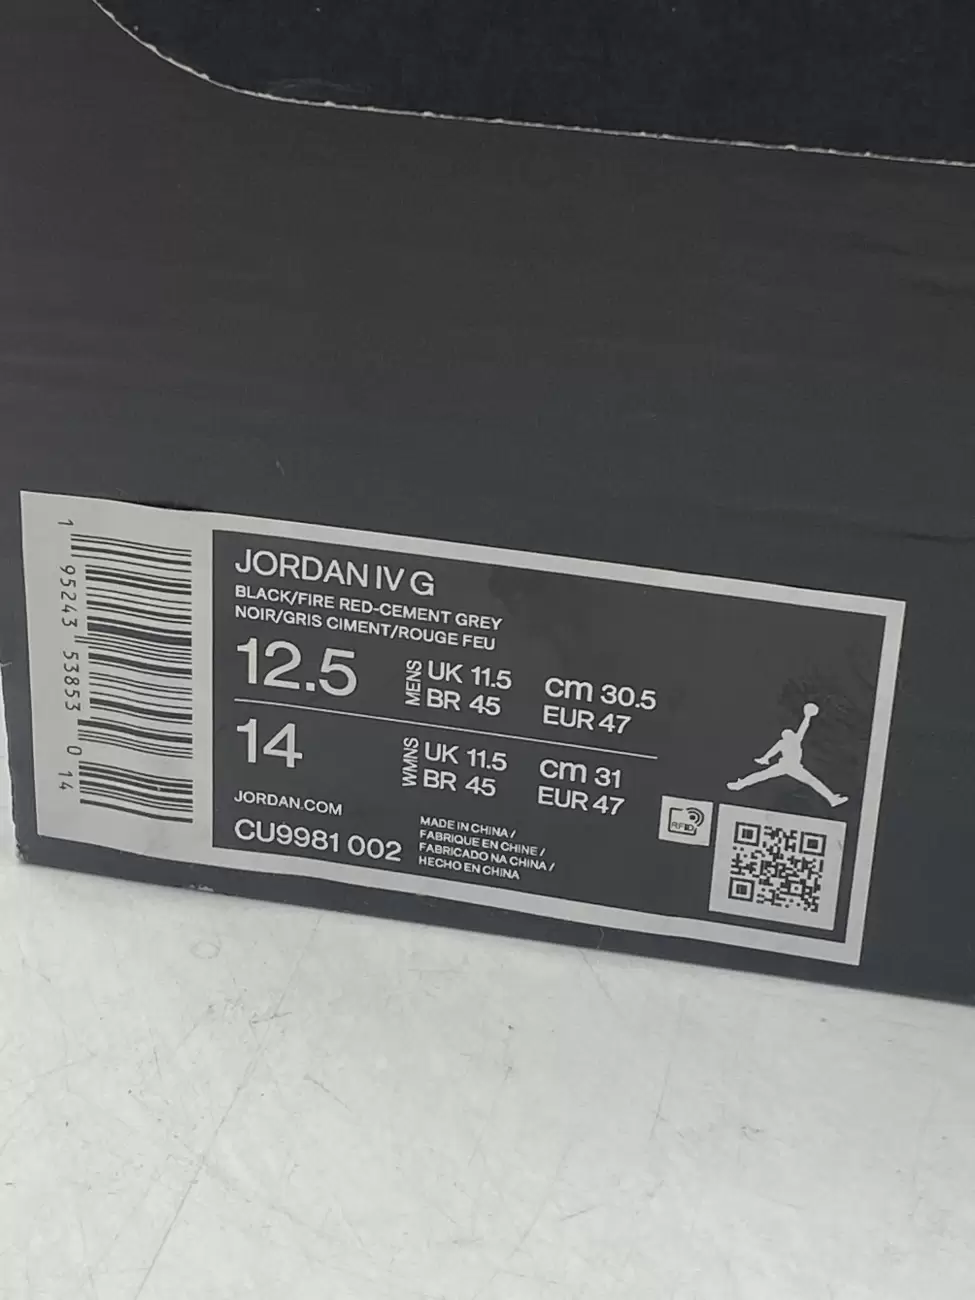 1 95243 53853 0 14
JORDAN IV G
BLACK/FIRE RED-CEMENT GREY
NOIR/GRIS CIMENT/ROUGE FEU
12.5 MENS UK 11.5 cm 30.5
BR 45 EUR 47
14 WMNS UK 11.5 cm 31
BR 45 EUR 47
JORDAN.COM
CU9981 002
MADE IN CHINA /
FABRIQUE EN CHINE /
FABRICADO NA CHINA /
HECHO EN CHINA
RFID